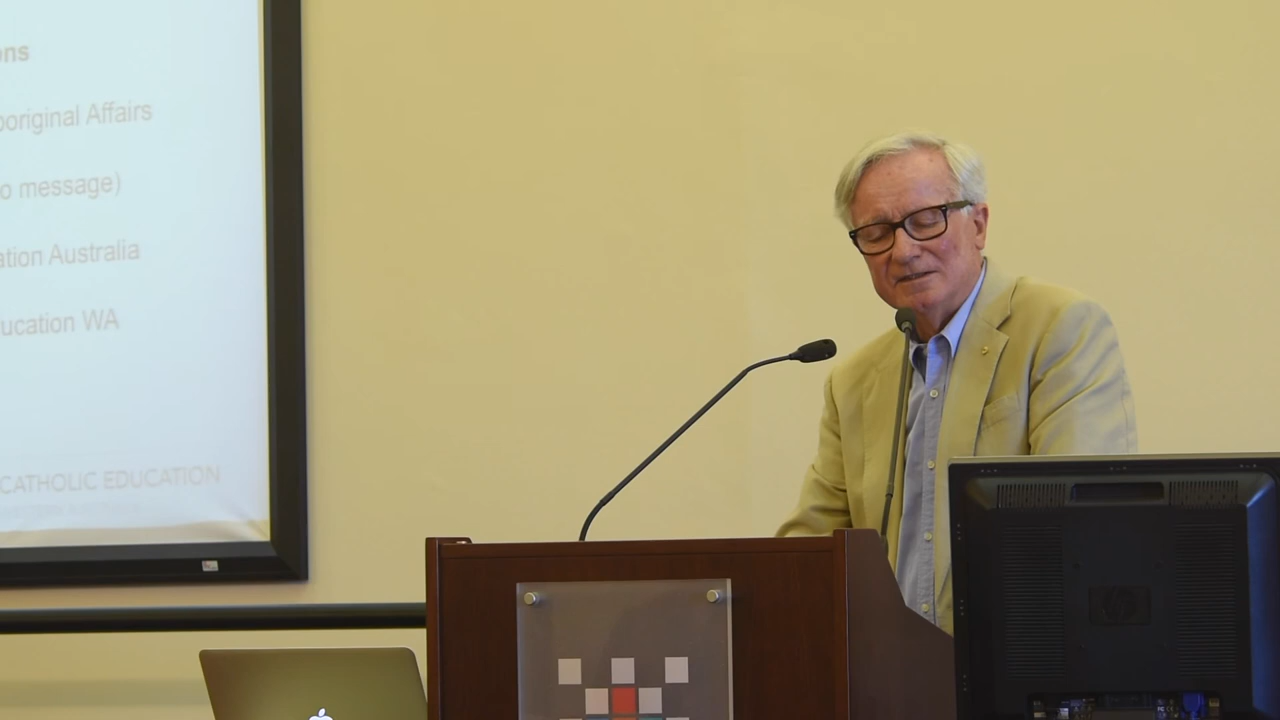 ons
boriginal Affairs
o message)
ation Australia
ucation WA
CATHOLIC EDUCATION